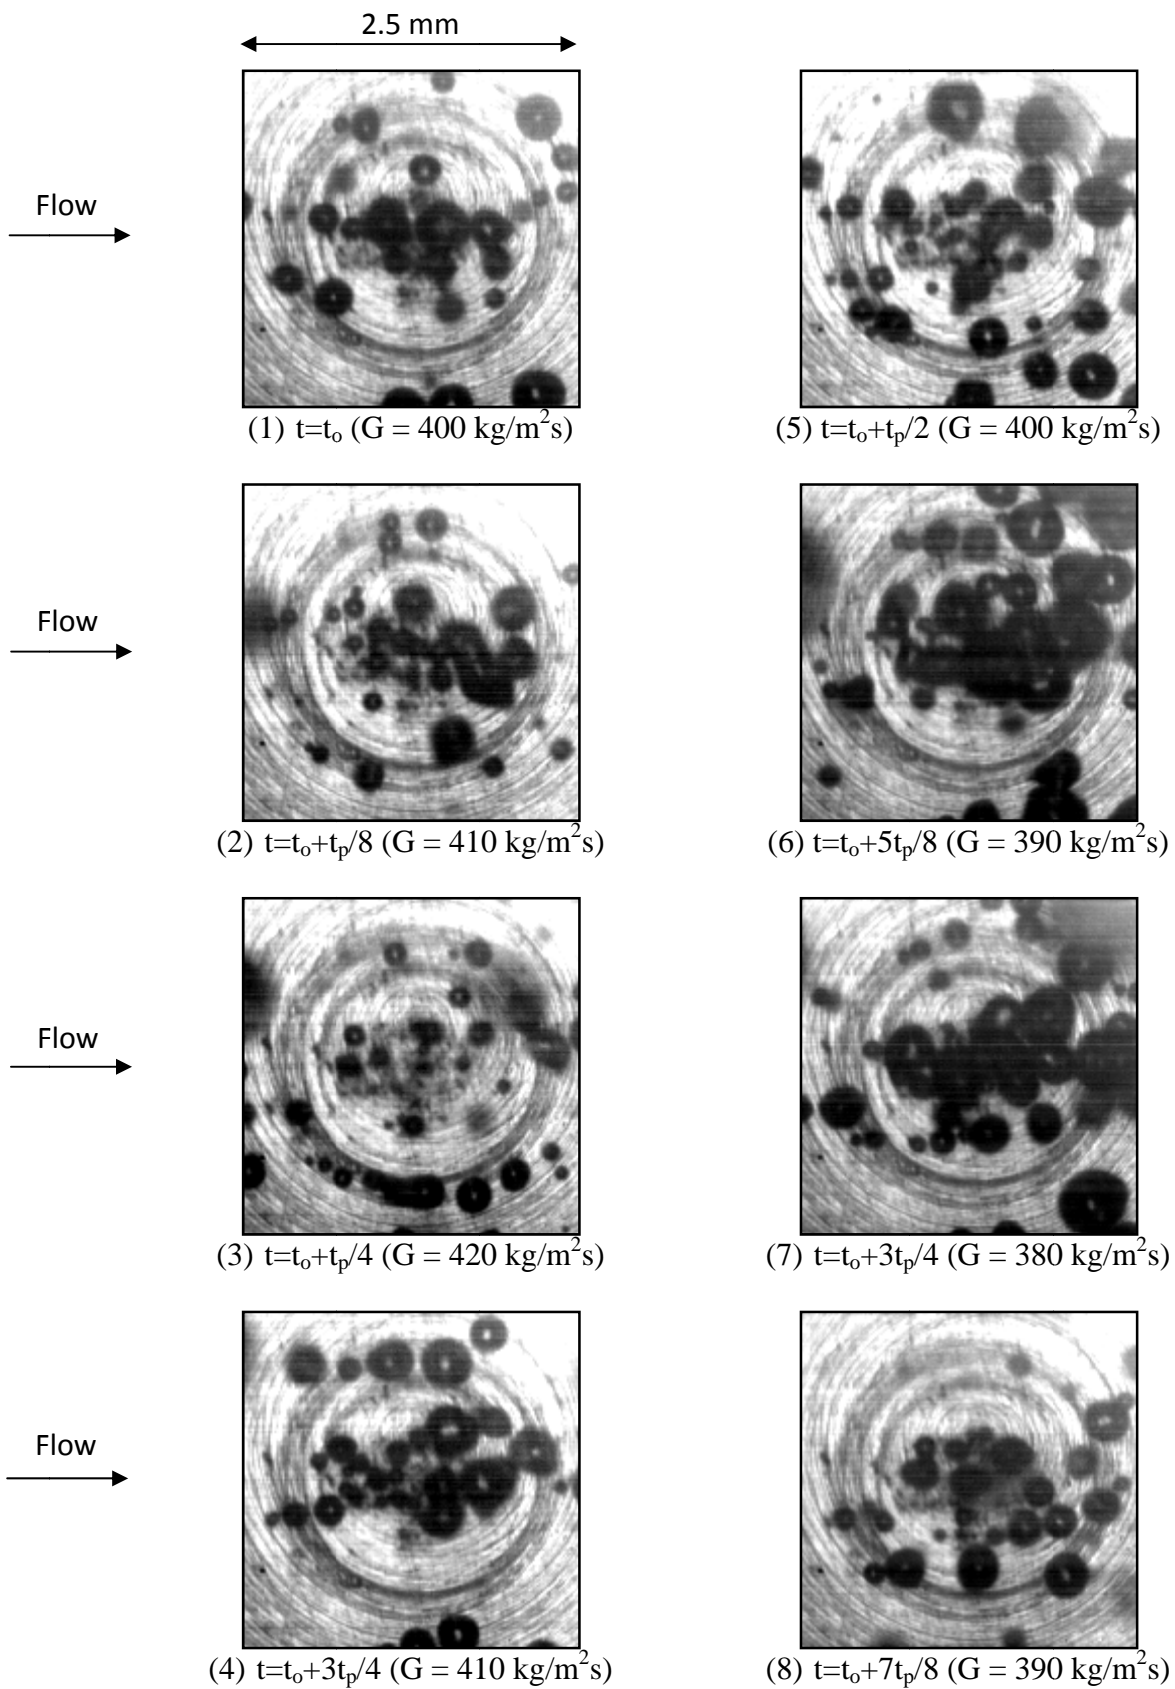 2.5 mm
Flow
(1) t=tₒ (G = 400 kg/m²s)
(5) t=tₒ+tₚ/2 (G = 400 kg/m²s)
Flow
(2) t=tₒ+tₚ/8 (G = 410 kg/m²s)
(6) t=tₒ+5tₚ/8 (G = 390 kg/m²s)
Flow
(3) t=tₒ+tₚ/4 (G = 420 kg/m²s)
(7) t=tₒ+3tₚ/4 (G = 380 kg/m²s)
Flow
(4) t=tₒ+3tₚ/4 (G = 410 kg/m²s)
(8) t=tₒ+7tₚ/8 (G = 390 kg/m²s)